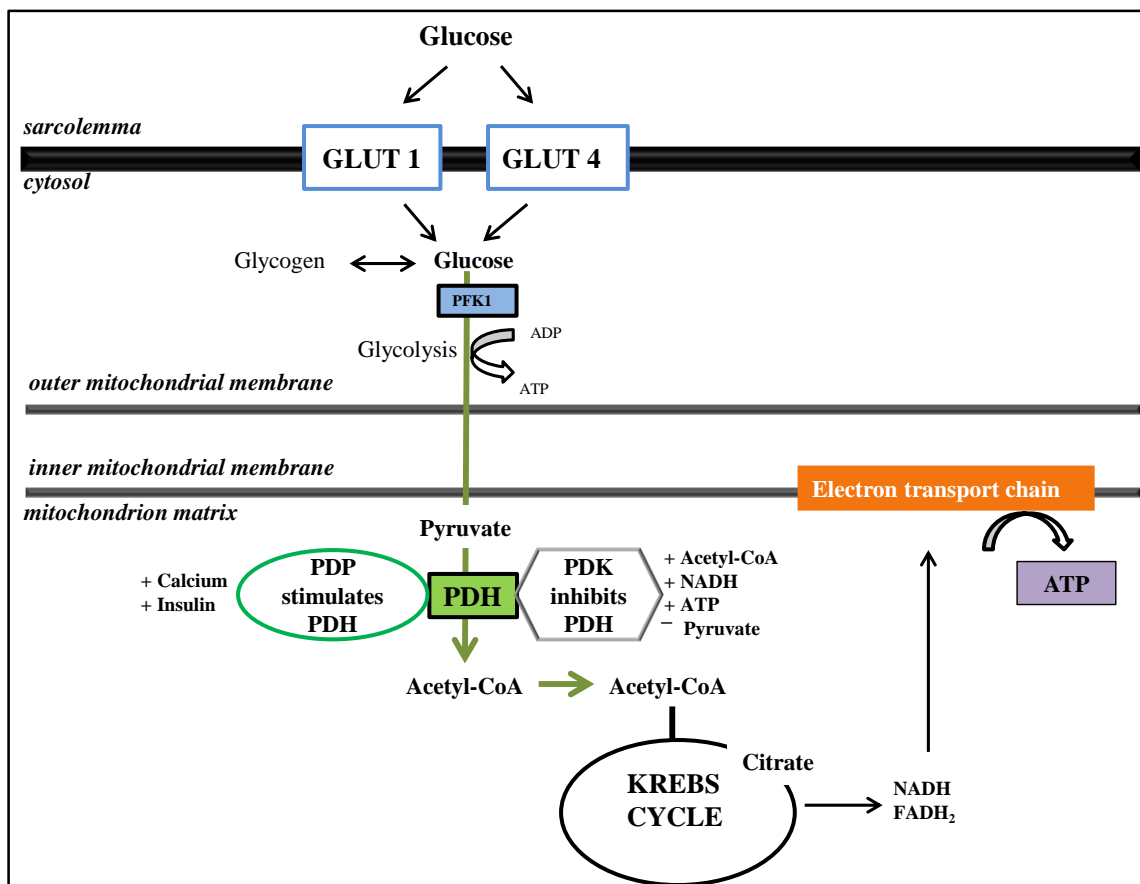 Glucose
sarcolemma
GLUT 1
GLUT 4
cytosol
Glycogen
Glucose
PFK1
Glycolysis
ADP
ATP
outer mitochondrial membrane
inner mitochondrial membrane
Electron transport chain
mitochondrion matrix
Pyruvate
+ Calcium
+ Insulin
PDP
stimulates
PDH
PDH
PDK
inhibits
PDH
+ Acetyl-CoA
+ NADH
+ ATP
– Pyruvate
ATP
Acetyl-CoA
Acetyl-CoA
Citrate
KREBS
CYCLE
NADH
FADH₂